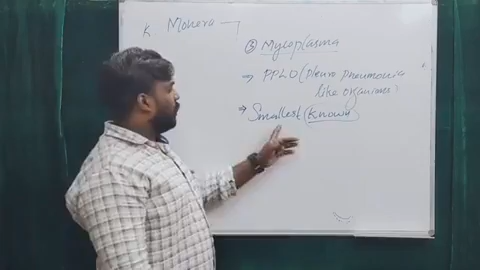 K Monera
③ Mycoplasma
→ PPLO (Pleuro pneumonia
like organisms)
→ Smallest (known)